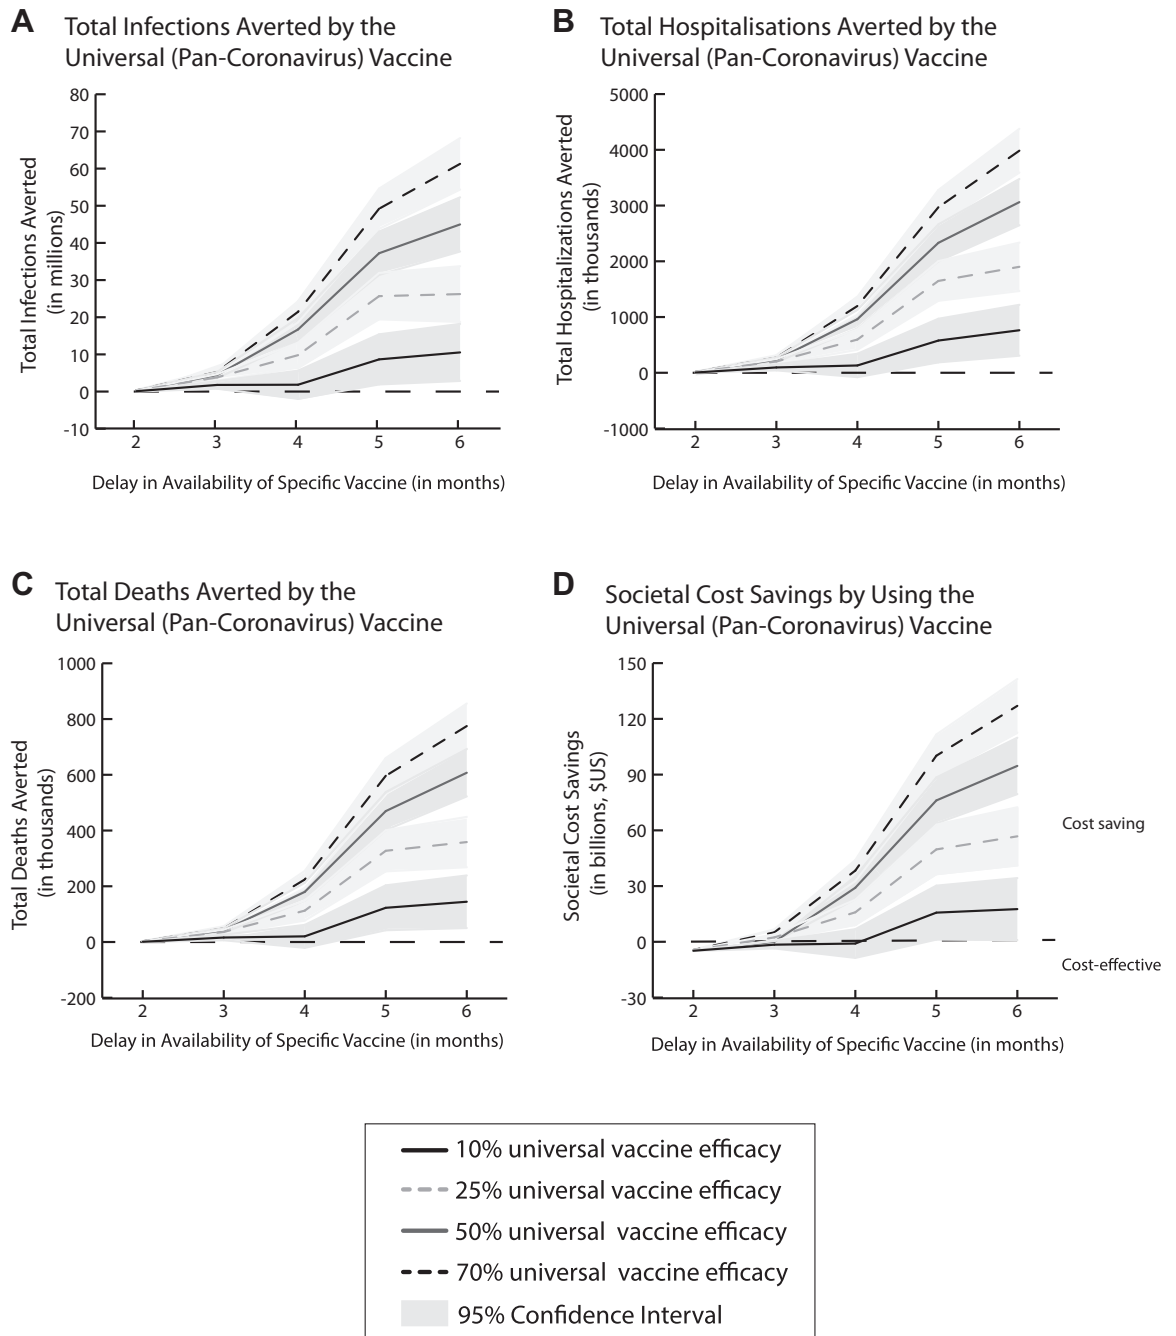 A
Total Infections Averted by the
Universal (Pan-Coronavirus) Vaccine
80
70
60
50
40
30
20
10
0
-10
Total Infections Averted
(in millions)
2 3 4 5 6
Delay in Availability of Specific Vaccine (in months)
B
Total Hospitalisations Averted by the
Universal (Pan-Coronavirus) Vaccine
5000
4000
3000
2000
1000
0
-1000
Total Hospitalizations Averted
(in thousands)
2 3 4 5 6
Delay in Availability of Specific Vaccine (in months)
C
Total Deaths Averted by the
Universal (Pan-Coronavirus) Vaccine
1000
800
600
400
200
0
-200
Total Deaths Averted
(in thousands)
2 3 4 5 6
Delay in Availability of Specific Vaccine (in months)
D
Societal Cost Savings by Using the
Universal (Pan-Coronavirus) Vaccine
150
120
90
60
30
0
-30
Societal Cost Savings
(in billions, $US)
Cost saving
Cost-effective
2 3 4 5 6
Delay in Availability of Specific Vaccine (in months)
10% universal vaccine efficacy
25% universal vaccine efficacy
50% universal vaccine efficacy
70% universal vaccine efficacy
95% Confidence Interval